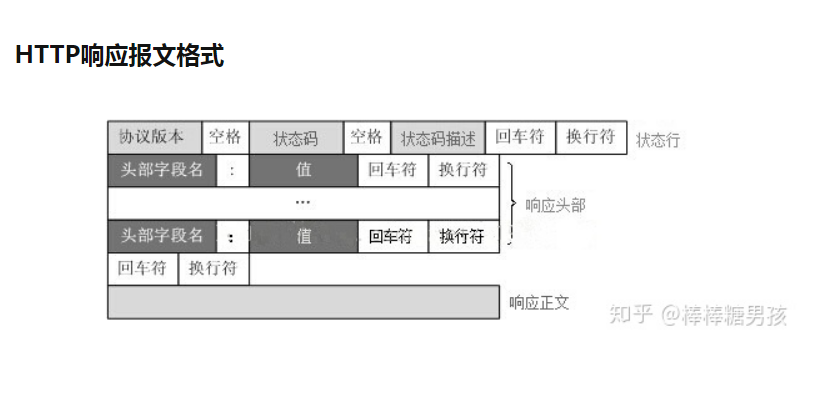 HTTP响应报文格式
协议版本 空格 状态码 空格 状态码描述 回车符 换行符 状态行
头部字段名 : 值 回车符 换行符
... 响应头部
头部字段名 : 值 回车符 换行符
回车符 换行符
响应正文
知乎 @棒棒糖男孩